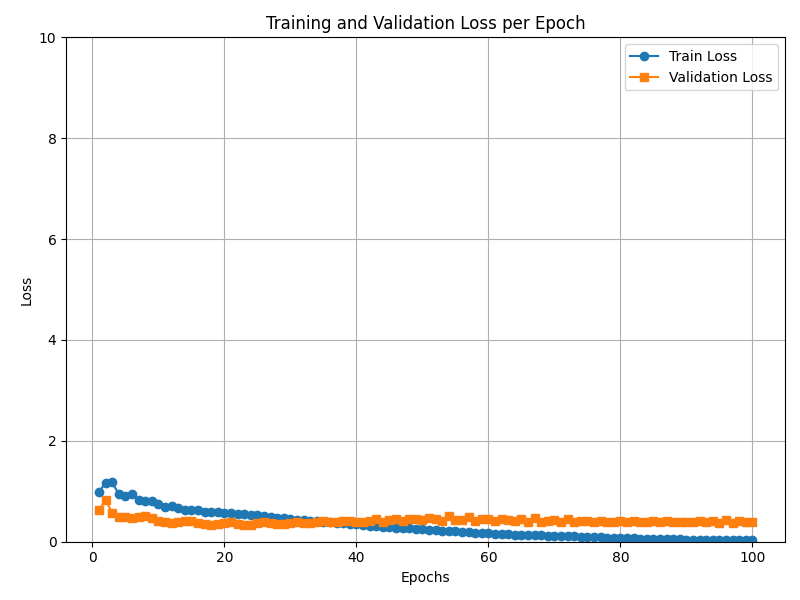 Training and Validation Loss per Epoch
10
8
6
4
2
0
Loss
Train Loss
Validation Loss
0 20 40 60 80 100
Epochs